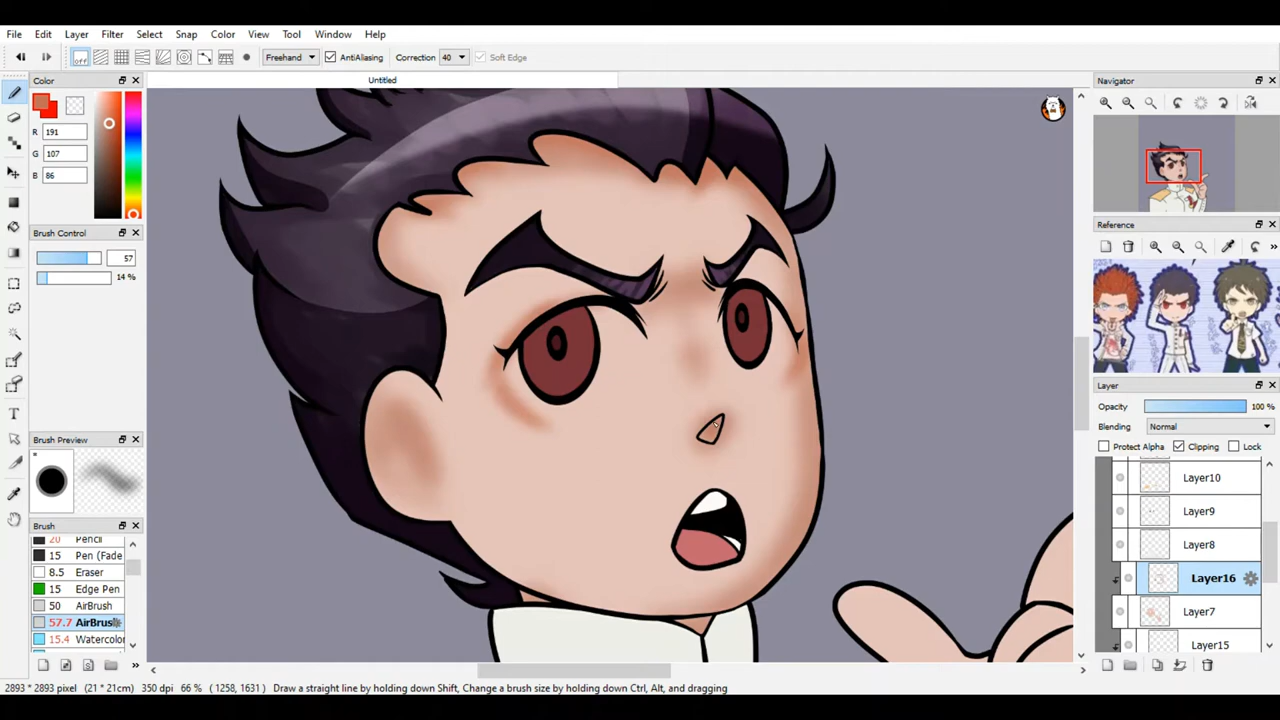 File Edit Layer Filter Select Snap Color View Tool Window Help
off Freehand AntiAliasing Correction 40 Soft Edge
Color
Untitled
Navigator
R 191
G 107
B 86
Brush Control
57
14 %
Reference
Layer
Opacity 100 %
Blending Normal
Protect Alpha Clipping Lock
Brush Preview
Brush
20 Pencil
15 Pen (Fade
8.5 Eraser
15 Edge Pen
50 AirBrush
57.7 AirBrush
15.4 Watercolor
Layer10
Layer9
Layer8
Layer16
Layer7
Layer15
2893 * 2893 pixel (21 * 21cm) 350 dpi 66 % ( 1258, 1631 ) Draw a straight line by holding down Shift, Change a brush size by holding down Ctrl, Alt, and dragging